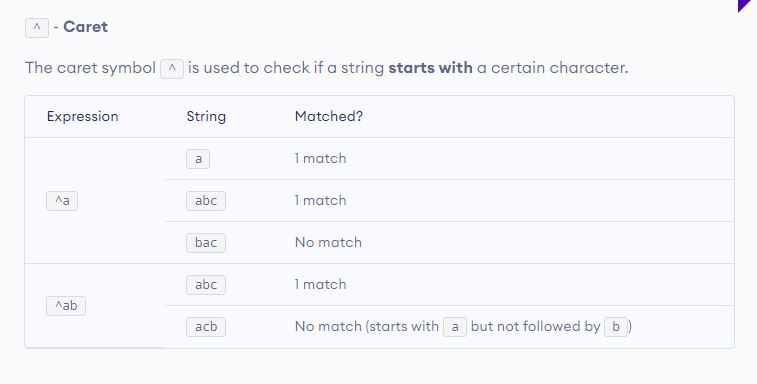 ^ - Caret
The caret symbol ^ is used to check if a string starts with a certain character.
Expression String Matched?
a 1 match
^a abc 1 match
bac No match
abc 1 match
^ab
acb No match (starts with a but not followed by b )